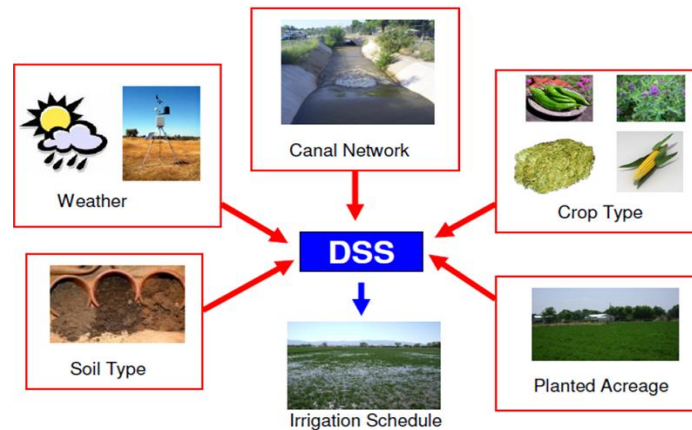 Canal Network
Weather
Crop Type
DSS
Soil Type
Planted Acreage
Irrigation Schedule